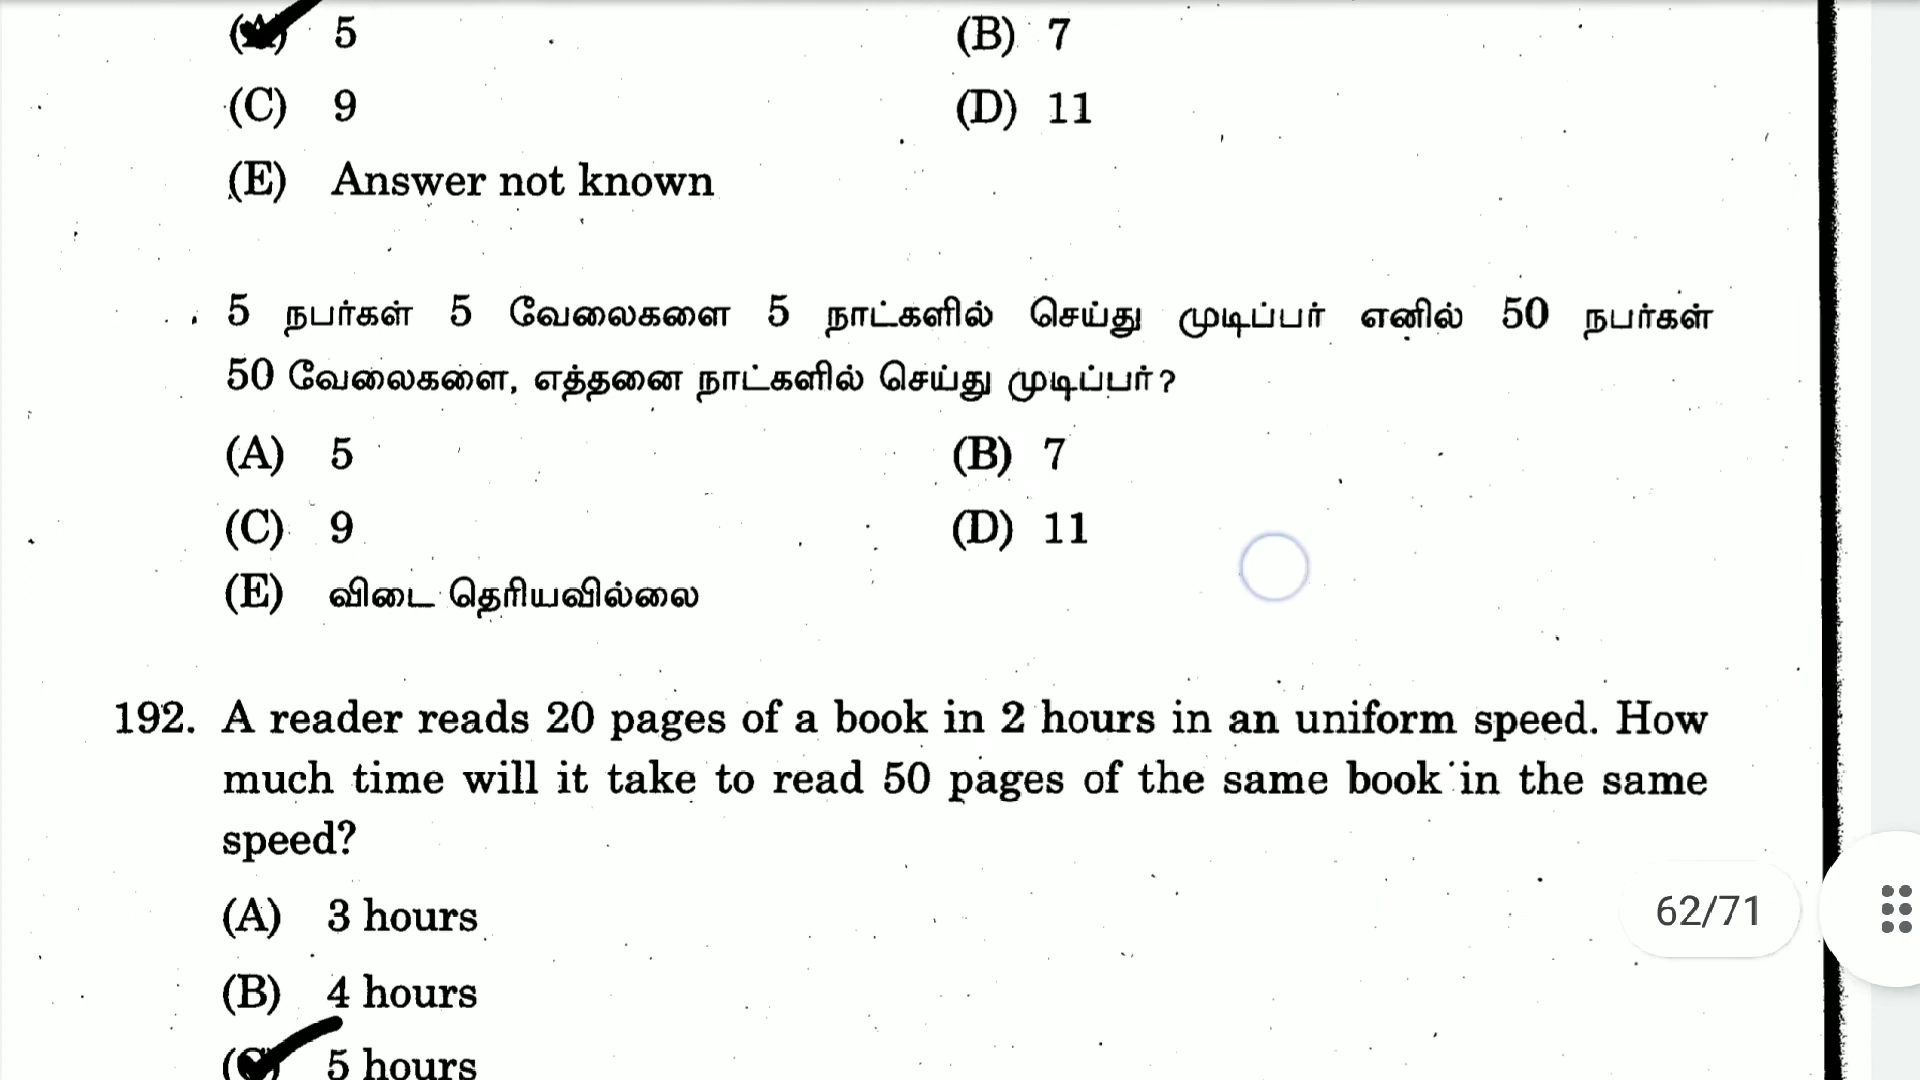 (A) 5 (B) 7
(C) 9 (D) 11
(E) Answer not known
5 நபர்கள் 5 வேலைகளை 5 நாட்களில் செய்து முடிப்பர் எனில் 50 நபர்கள்
50 வேலைகளை, எத்தனை நாட்களில் செய்து முடிப்பர்?
(A) 5 (B) 7
(C) 9 (D) 11
(E) விடை தெரியவில்லை
192. A reader reads 20 pages of a book in 2 hours in an uniform speed. How
much time will it take to read 50 pages of the same book in the same
speed?
(A) 3 hours
62/71
(B) 4 hours
(C) 5 hours